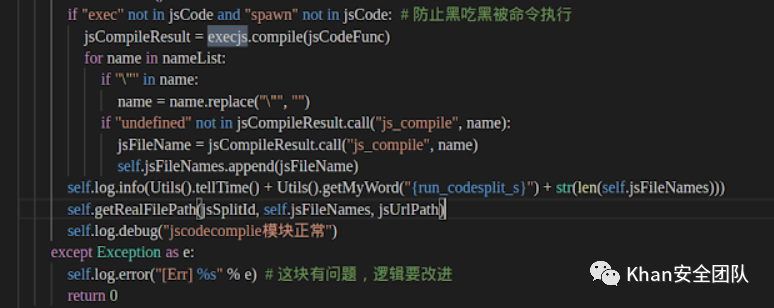 if "exec" not in jsCode and "spawn" not in jsCode:  # 防止黑吃黑被命令执行
jsCompileResult = execjs.compile(jsCodeFunc)
for name in nameList:
if "\"" in name:
name = name.replace("\"", "")
if "undefined" not in jsCompileResult.call("js_compile", name):
jsFileName = jsCompileResult.call("js_compile", name)
self.jsFileNames.append(jsFileName)
self.log.info(Utils().tellTime() + Utils().getMyWord("{run_codesplit_s}") + str(len(self.jsFileNames)))
self.getRealFilePath(jsSplitId, self.jsFileNames, jsUrlPath)
self.log.debug("jscodecomplie模块正常")
except Exception as e:
self.log.error("[Err] %s" % e)  # 这块有问题，逻辑要改进
return 0
Khan安全团队